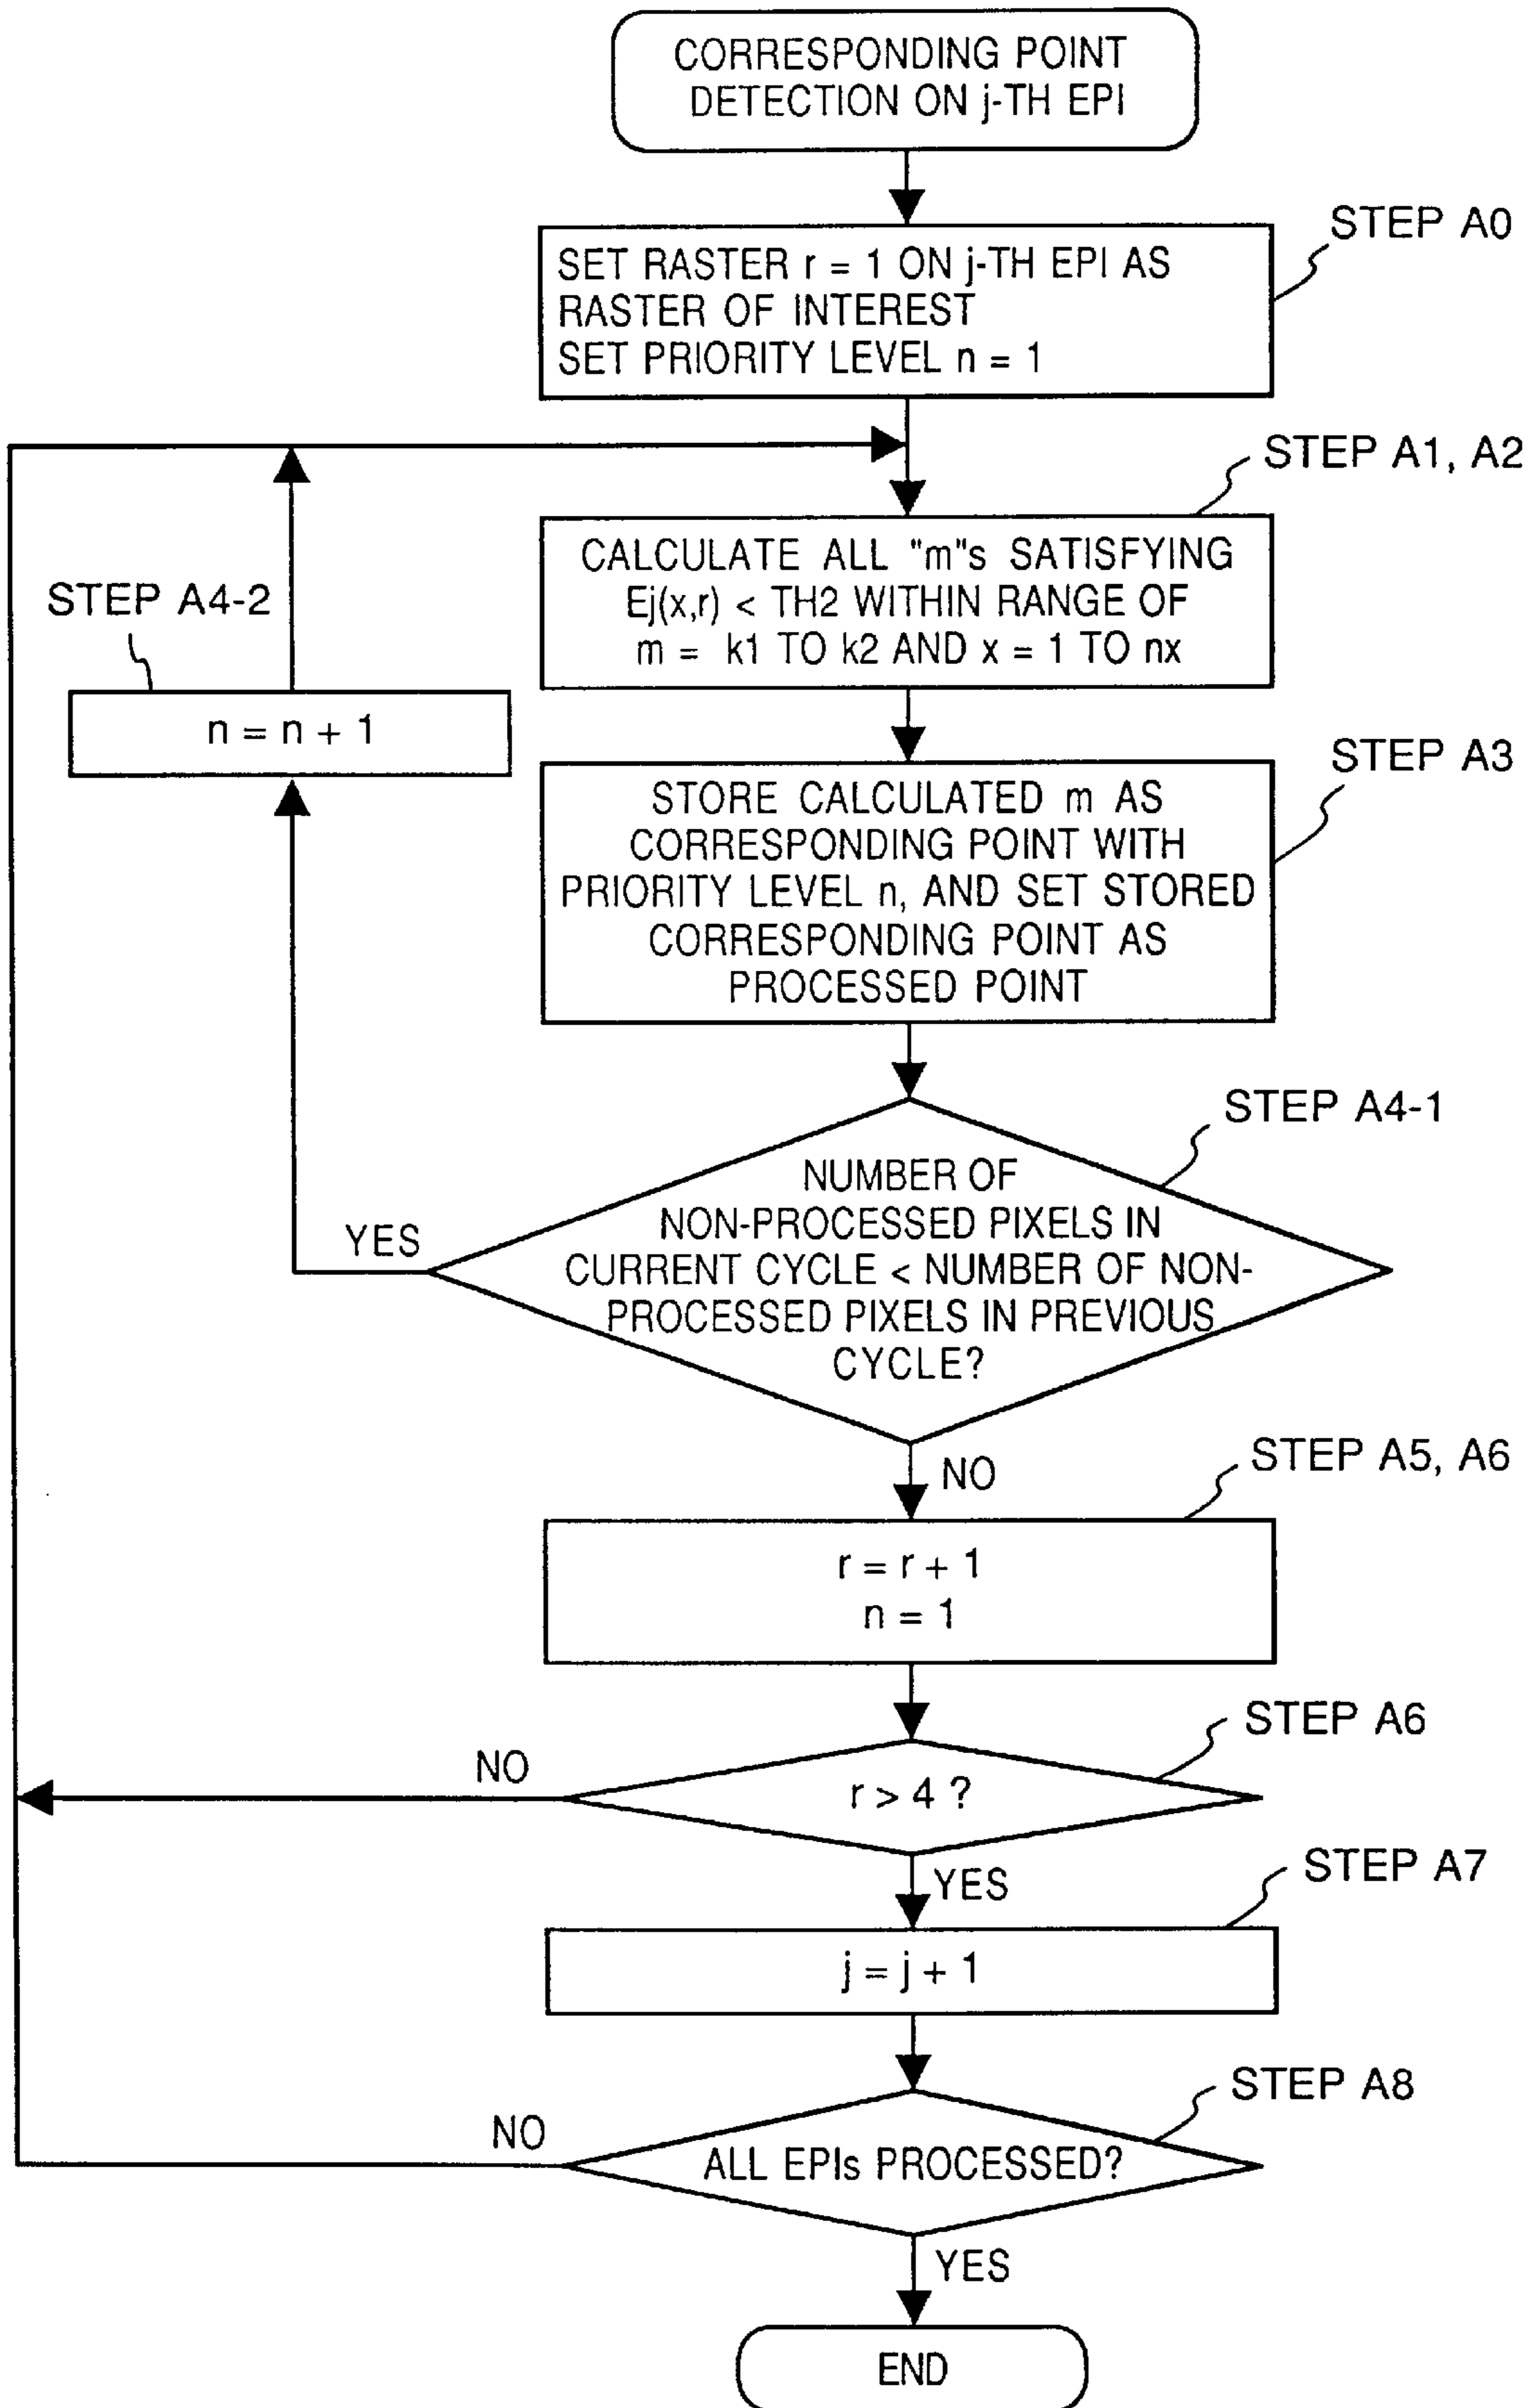 CORRESPONDING POINT
DETECTION ON j-TH EPI
STEP A0
SET RASTER r = 1 ON j-TH EPI AS
RASTER OF INTEREST
SET PRIORITY LEVEL n = 1
STEP A1, A2
CALCULATE ALL "m"s SATISFYING
Ej(x,r) < TH2 WITHIN RANGE OF
m = k1 TO k2 AND x = 1 TO nx
STEP A4-2
n = n + 1
STEP A3
STORE CALCULATED m AS
CORRESPONDING POINT WITH
PRIORITY LEVEL n, AND SET STORED
CORRESPONDING POINT AS
PROCESSED POINT
STEP A4-1
NUMBER OF
NON-PROCESSED PIXELS IN
CURRENT CYCLE < NUMBER OF NON-
PROCESSED PIXELS IN PREVIOUS
CYCLE?
YES
NO
STEP A5, A6
r = r + 1
n = 1
STEP A6
r > 4 ?
NO
YES
STEP A7
j = j + 1
STEP A8
ALL EPIs PROCESSED?
NO
YES
END